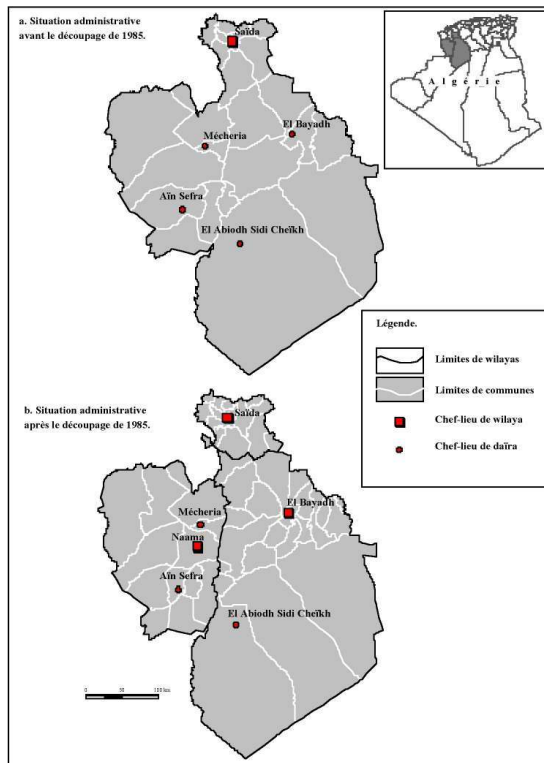 a. Situation administrative
avant le découpage de 1985.
Saïda
El Bayadh
Mécheria
Aïn Sefra
El Abiodh Sidi Cheïkh
A l g é r i e
Légende.
Limites de wilayas
Limites de communes
Chef-lieu de wilaya
Chef-lieu de daïra
b. Situation administrative
après le découpage de 1985.
Saïda
El Bayadh
Mécheria
Naama
Aïn Sefra
El Abiodh Sidi Cheïkh
0 50 100 km